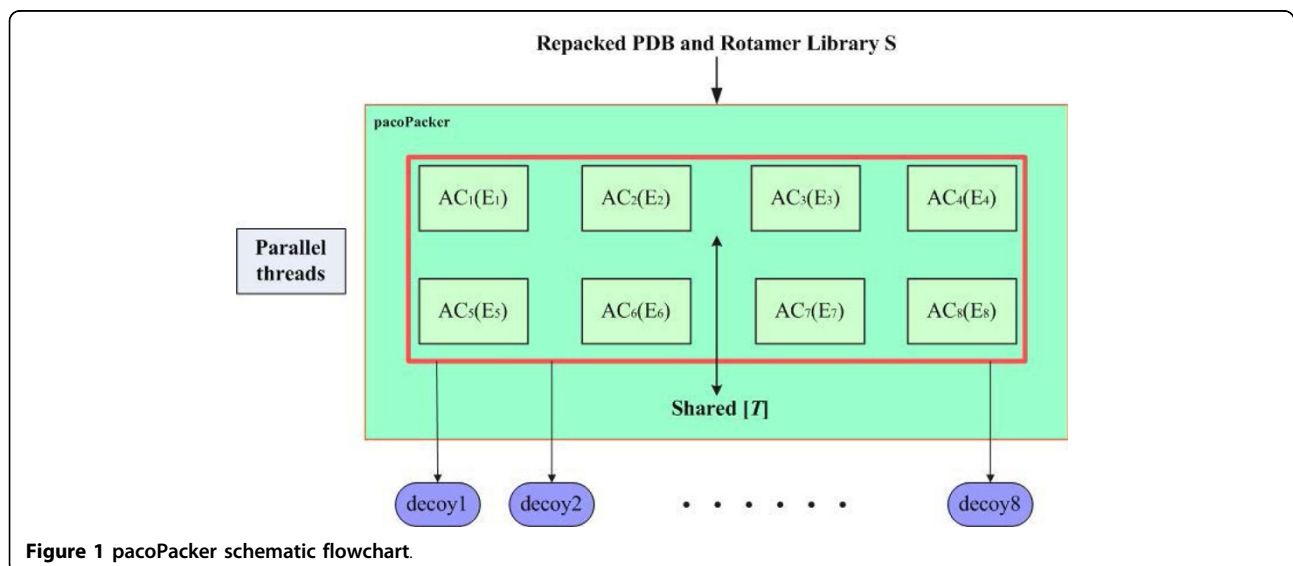 Repacked PDB and Rotamer Library S
pacoPacker
AC₁(E₁) AC₂(E₂) AC₃(E₃) AC₄(E₄)
Parallel
threads
AC₅(E₅) AC₆(E₆) AC₇(E₇) AC₈(E₈)
Shared [T]
decoy1 decoy2 . . . . . . decoy8
Figure 1 pacoPacker schematic flowchart.